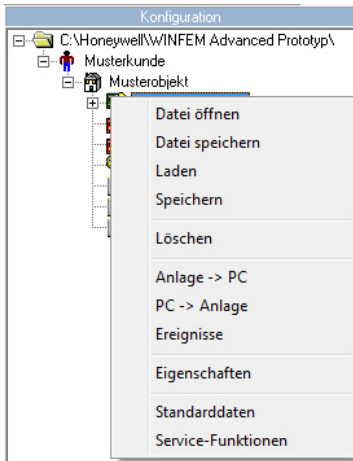 Konfiguration
C:\Honeywell\WINFEM Advanced Prototyp\
Musterkunde
Musterobjekt
Datei öffnen
Datei speichern
Laden
Speichern
Löschen
Anlage -> PC
PC -> Anlage
Ereignisse
Eigenschaften
Standarddaten
Service-Funktionen